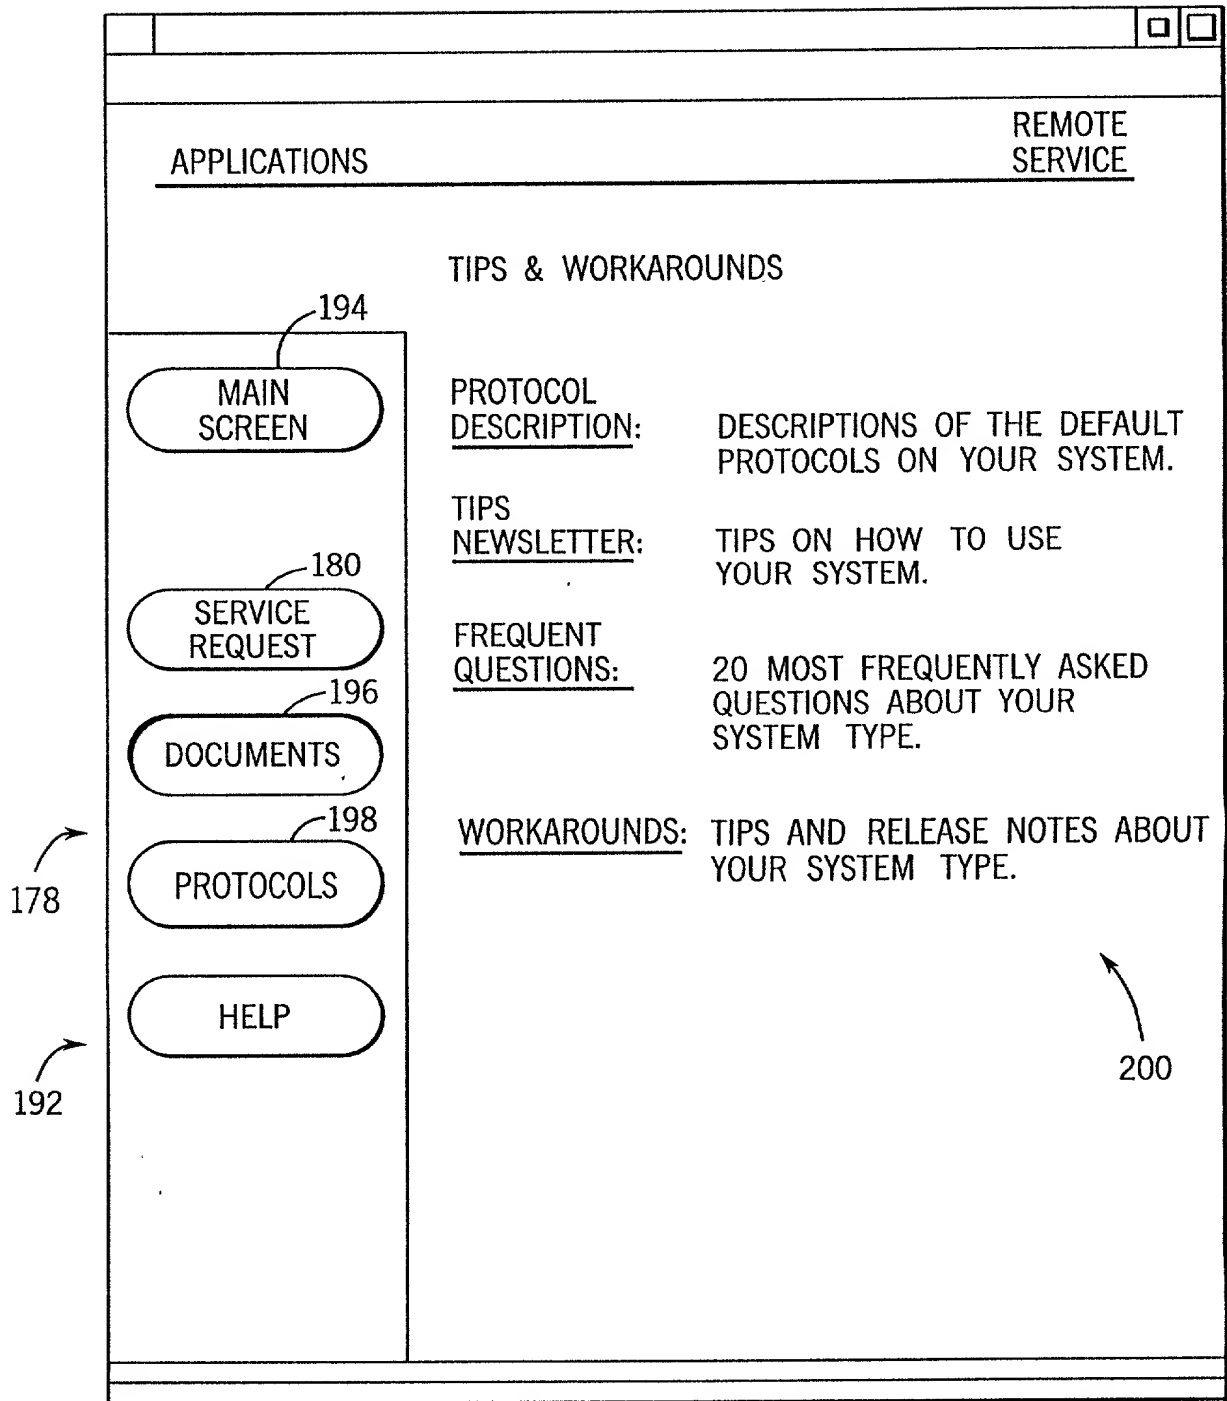 REMOTE
SERVICE
APPLICATIONS
TIPS & WORKAROUNDS
194
MAIN
SCREEN
180
SERVICE
REQUEST
196
DOCUMENTS
198
PROTOCOLS
178
HELP
192
PROTOCOL
DESCRIPTION: DESCRIPTIONS OF THE DEFAULT
PROTOCOLS ON YOUR SYSTEM.
TIPS
NEWSLETTER: TIPS ON HOW TO USE
YOUR SYSTEM.
FREQUENT
QUESTIONS: 20 MOST FREQUENTLY ASKED
QUESTIONS ABOUT YOUR
SYSTEM TYPE.
WORKAROUNDS: TIPS AND RELEASE NOTES ABOUT
YOUR SYSTEM TYPE.
200